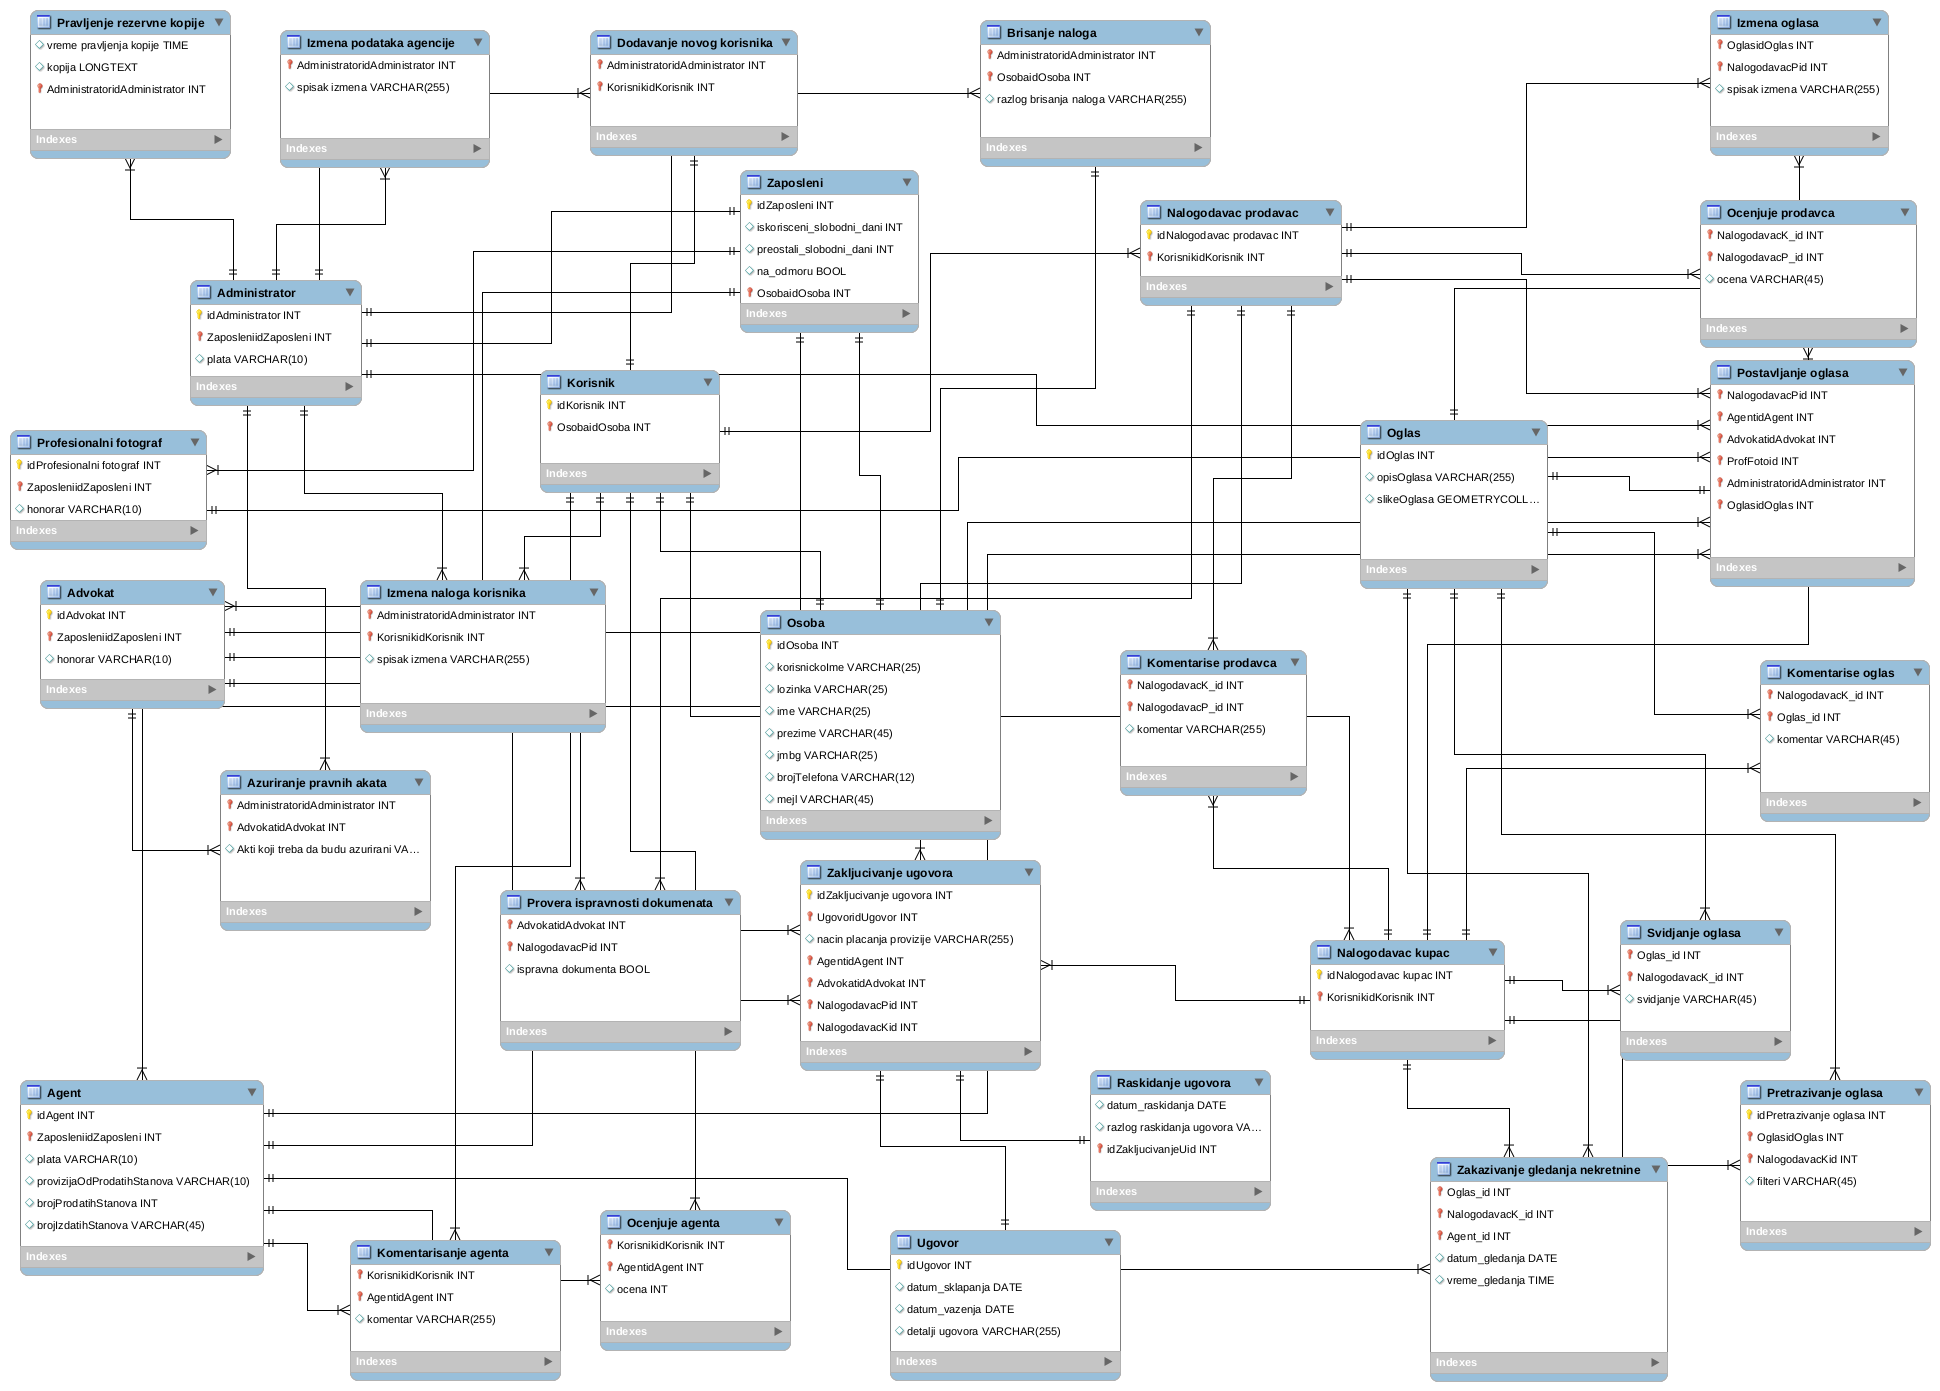 Pravljenje rezervne kopije
vreme pravljenja kopije TIME
kopija LONGTEXT
AdministratoridAdministrator INT
Indexes
Izmena podataka agencije
AdministratoridAdministrator INT
spisak izmena VARCHAR(255)
Indexes
Dodavanje novog korisnika
AdministratoridAdministrator INT
KorisnikidKorisnik INT
Indexes
Brisanje naloga
AdministratoridAdministrator INT
OsobaidOsoba INT
razlog brisanja naloga VARCHAR(255)
Indexes
Izmena oglasa
OglasidOglas INT
NalogodavacPid INT
spisak izmena VARCHAR(255)
Indexes
Zaposleni
idZaposleni INT
iskorisceni_slobodni_dani INT
preostali_slobodni_dani INT
na_odmoru BOOL
OsobaidOsoba INT
Indexes
Nalogodavac prodavac
idNalogodavac prodavac INT
KorisnikidKorisnik INT
Indexes
Ocenjuje prodavca
NalogodavacK_id INT
NalogodavacP_id INT
ocena VARCHAR(45)
Indexes
Administrator
idAdministrator INT
ZaposleniidZaposleni INT
plata VARCHAR(10)
Indexes
Korisnik
idKorisnik INT
OsobaidOsoba INT
Indexes
Postavljanje oglasa
NalogodavacPid INT
AgentidAgent INT
AdvokatidAdvokat INT
ProfFotoid INT
AdministratoridAdministrator INT
OglasidOglas INT
Indexes
Oglas
idOglas INT
opisOglasa VARCHAR(255)
slikeOglasa GEOMETRYCOLL...
Indexes
Profesionalni fotograf
idProfesionalni fotograf INT
ZaposleniidZaposleni INT
honorar VARCHAR(10)
Indexes
Advokat
idAdvokat INT
ZaposleniidZaposleni INT
honorar VARCHAR(10)
Indexes
Izmena naloga korisnika
AdministratoridAdministrator INT
KorisnikidKorisnik INT
spisak izmena VARCHAR(255)
Indexes
Osoba
idOsoba INT
korisnickoIme VARCHAR(25)
lozinka VARCHAR(25)
ime VARCHAR(25)
prezime VARCHAR(45)
jmbg VARCHAR(25)
brojTelefona VARCHAR(12)
mejl VARCHAR(45)
Indexes
Komentarise prodavca
NalogodavacK_id INT
NalogodavacP_id INT
komentar VARCHAR(255)
Indexes
Komentarise oglas
NalogodavacK_id INT
Oglas_id INT
komentar VARCHAR(45)
Indexes
Azuriranje pravnih akata
AdministratoridAdministrator INT
AdvokatidAdvokat INT
Akti koji treba da budu azurirani VA...
Indexes
Provera ispravnosti dokumenata
AdvokatidAdvokat INT
NalogodavacPid INT
ispravna dokumenta BOOL
Indexes
Zakljucivanje ugovora
idZakljucivanje ugovora INT
UgovoridUgovor INT
nacin placanja provizije VARCHAR(255)
AgentidAgent INT
AdvokatidAdvokat INT
NalogodavacPid INT
NalogodavacKid INT
Indexes
Nalogodavac kupac
idNalogodavac kupac INT
KorisnikidKorisnik INT
Indexes
Svidjanje oglasa
Oglas_id INT
NalogodavacK_id INT
svidjanje VARCHAR(45)
Indexes
Agent
idAgent INT
ZaposleniidZaposleni INT
plata VARCHAR(10)
provizijaOdProdatihStanova VARCHAR(10)
brojProdatihStanova INT
brojIzdatihStanova VARCHAR(45)
Indexes
Raskidanje ugovora
datum_raskidanja DATE
razlog raskidanja ugovora VA...
idZakljucivanjeUid INT
Indexes
Pretrazivanje oglasa
idPretrazivanje oglasa INT
OglasidOglas INT
NalogodavacKid INT
filteri VARCHAR(45)
Indexes
Zakazivanje gledanja nekretnine
Oglas_id INT
NalogodavacK_id INT
Agent_id INT
datum_gledanja DATE
vreme_gledanja TIME
Indexes
Komentarisanje agenta
KorisnikidKorisnik INT
AgentidAgent INT
komentar VARCHAR(255)
Indexes
Ocenjuje agenta
KorisnikidKorisnik INT
AgentidAgent INT
ocena INT
Indexes
Ugovor
idUgovor INT
datum_sklapanja DATE
datum_vazenja DATE
detalji ugovora VARCHAR(255)
Indexes